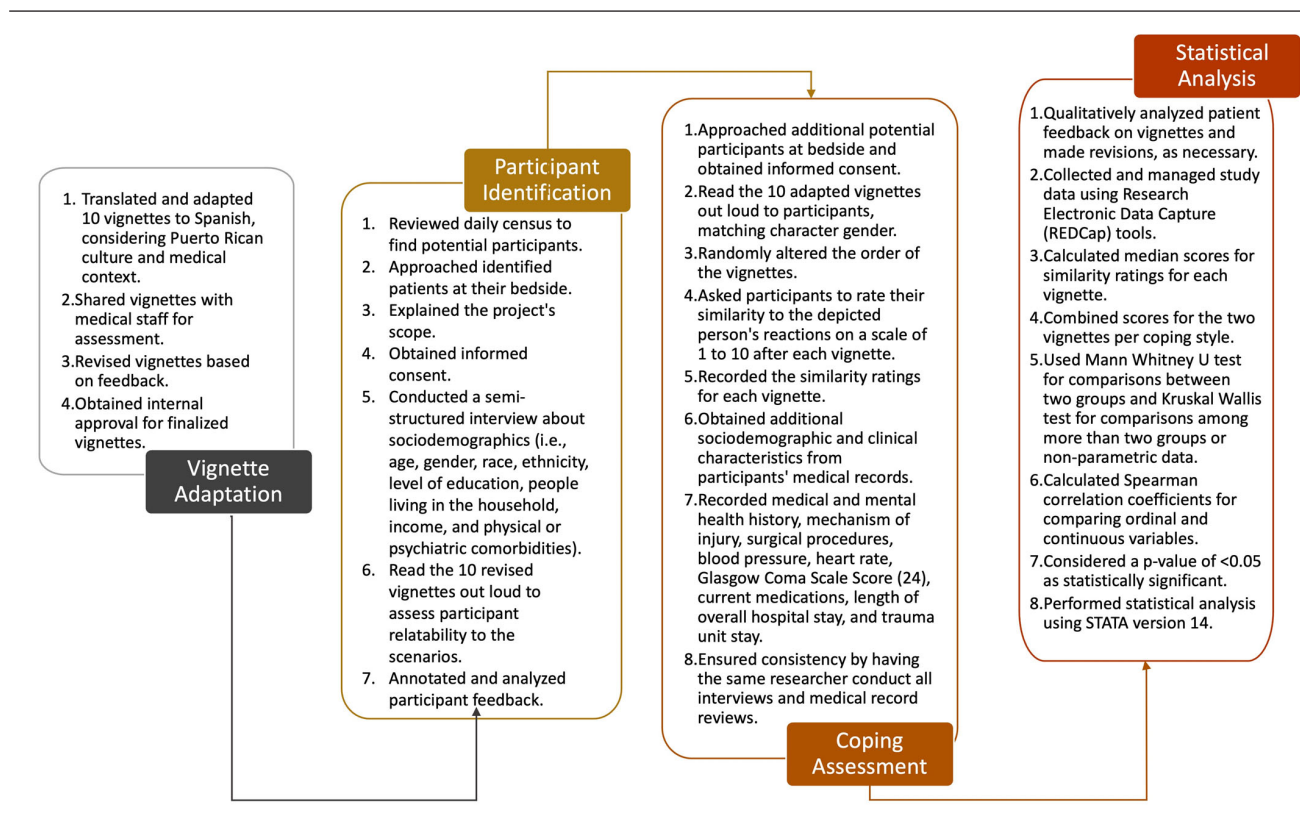 Vignette
Adaptation
1. Translated and adapted
10 vignettes to Spanish,
considering Puerto Rican
culture and medical
context.
2.Shared vignettes with
medical staff for
assessment.
3.Revised vignettes based
on feedback.
4.Obtained internal
approval for finalized
vignettes.
Participant
Identification
1. Reviewed daily census to
find potential participants.
2. Approached identified
patients at their bedside.
3. Explained the project's
scope.
4. Obtained informed
consent.
5. Conducted a semi-
structured interview about
sociodemographics (i.e.,
age, gender, race, ethnicity,
level of education, people
living in the household,
income, and physical or
psychiatric comorbidities).
6. Read the 10 revised
vignettes out loud to
assess participant
relatability to the
scenarios.
7. Annotated and analyzed
participant feedback.
Coping
Assessment
1.Approached additional potential
participants at bedside and
obtained informed consent.
2.Read the 10 adapted vignettes
out loud to participants,
matching character gender.
3.Randomly altered the order of
the vignettes.
4.Asked participants to rate their
similarity to the depicted
person's reactions on a scale of
1 to 10 after each vignette.
5.Recorded the similarity ratings
for each vignette.
6.Obtained additional
sociodemographic and clinical
characteristics from
participants' medical records.
7.Recorded medical and mental
health history, mechanism of
injury, surgical procedures,
blood pressure, heart rate,
Glasgow Coma Scale Score (24),
current medications, length of
overall hospital stay, and trauma
unit stay.
8.Ensured consistency by having
the same researcher conduct all
interviews and medical record
reviews.
Statistical
Analysis
1.Qualitatively analyzed patient
feedback on vignettes and
made revisions, as necessary.
2.Collected and managed study
data using Research
Electronic Data Capture
(REDCap) tools.
3.Calculated median scores for
similarity ratings for each
vignette.
4.Combined scores for the two
vignettes per coping style.
5.Used Mann Whitney U test
for comparisons between
two groups and Kruskal Wallis
test for comparisons among
more than two groups or
non-parametric data.
6.Calculated Spearman
correlation coefficients for
comparing ordinal and
continuous variables.
7.Considered a p-value of <0.05
as statistically significant.
8.Performed statistical analysis
using STATA version 14.